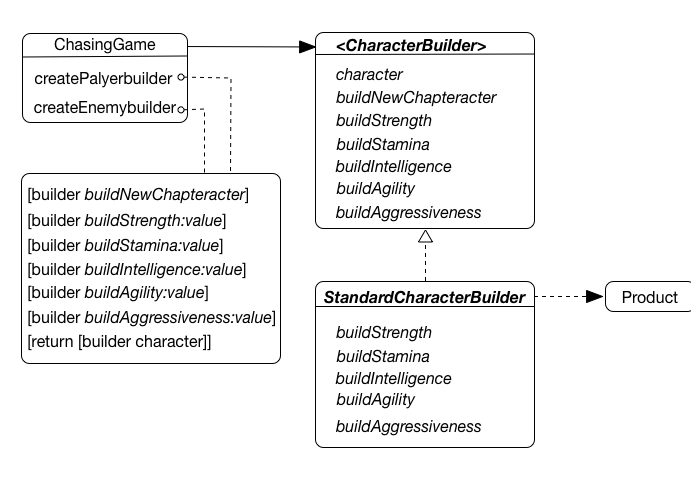 ChasingGame
createPalyerbuilder
createEnemybuilder
<CharacterBuilder>
character
buildNewChapteracter
buildStrength
buildStamina
buildIntelligence
buildAgility
buildAggressiveness
[builder buildNewChapteracter]
[builder buildStrength:value]
[builder buildStamina:value]
[builder buildIntelligence:value]
[builder buildAgility:value]
[builder buildAggressiveness:value]
[return [builder character]]
StandardCharacterBuilder
buildStrength
buildStamina
buildIntelligence
buildAgility
buildAggressiveness
Product